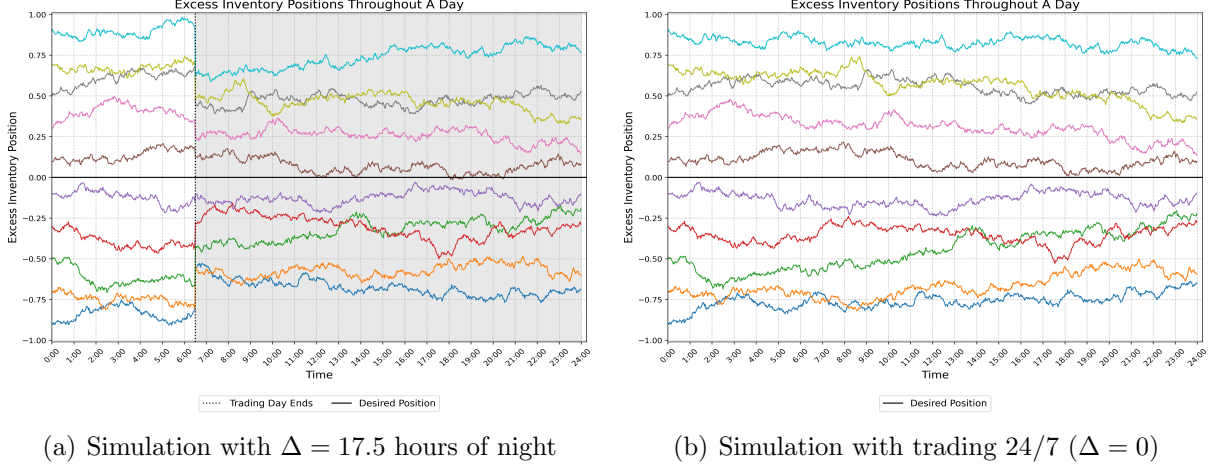 Excess Inventory Positions Throughout A Day
Excess Inventory Position
1.00
0.75
0.50
0.25
0.00
−0.25
−0.50
−0.75
−1.00
0:00 1:00 2:00 3:00 4:00 5:00 6:00 7:00 8:00 9:00 10:00 11:00 12:00 13:00 14:00 15:00 16:00 17:00 18:00 19:00 20:00 21:00 22:00 23:00 24:00
Time
Trading Day Ends Desired Position
(a) Simulation with Δ = 17.5 hours of night
Excess Inventory Positions Throughout A Day
Excess Inventory Position
1.00
0.75
0.50
0.25
0.00
−0.25
−0.50
−0.75
−1.00
0:00 1:00 2:00 3:00 4:00 5:00 6:00 7:00 8:00 9:00 10:00 11:00 12:00 13:00 14:00 15:00 16:00 17:00 18:00 19:00 20:00 21:00 22:00 23:00 24:00
Time
Desired Position
(b) Simulation with trading 24/7 (Δ = 0)